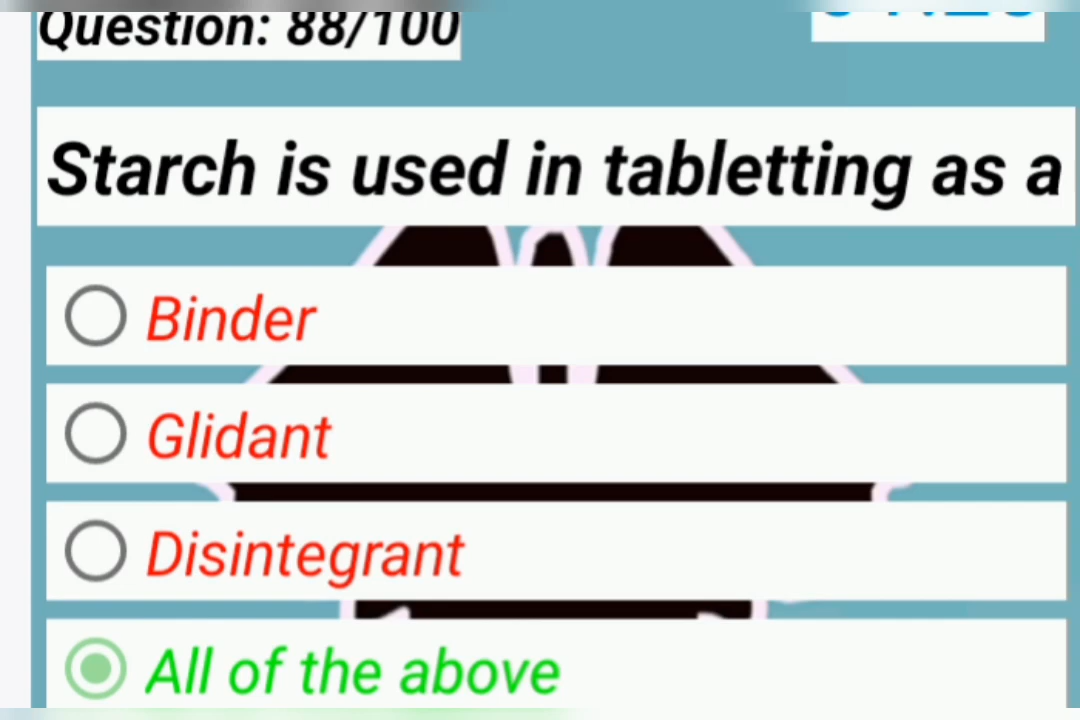 Question: 88/100
Starch is used in tabletting as a
Binder
Glidant
Disintegrant
All of the above